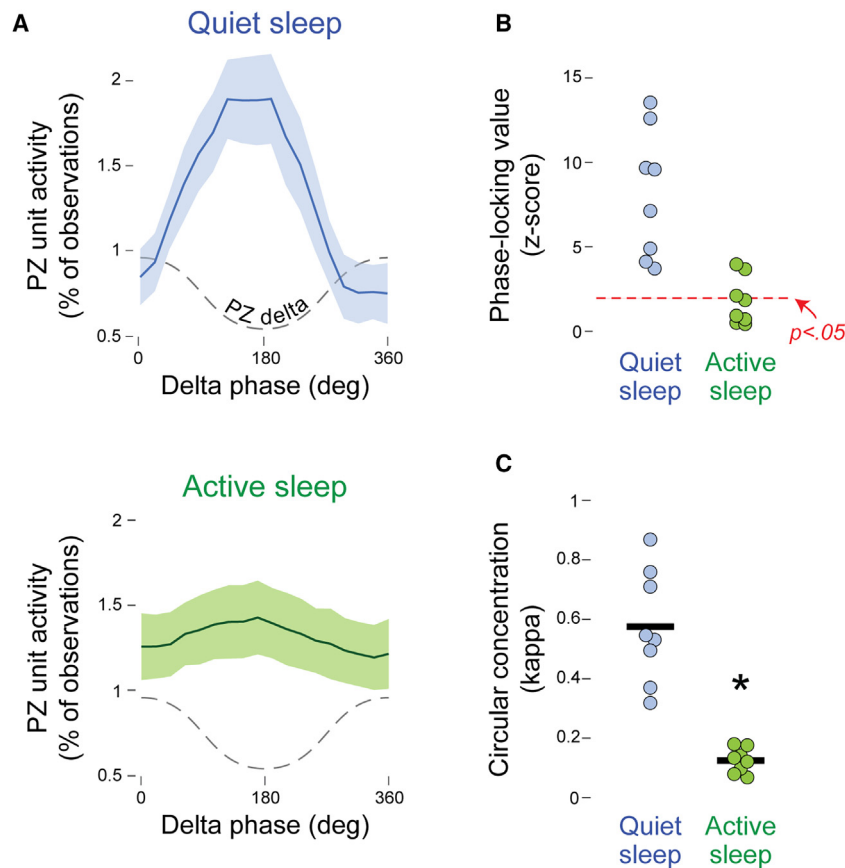 A
Quiet sleep
PZ unit activity
(% of observations)
2
1.5
1
0.5
PZ delta
0
180
360
Delta phase (deg)
B
Phase-locking value
(z-score)
15
10
5
0
p<.05
Quiet
sleep
Active
sleep
Active sleep
PZ unit activity
(% of observations)
2
1.5
1
0.5
0
180
360
Delta phase (deg)
C
Circular concentration
(kappa)
1
0.8
0.6
0.4
0.2
0
*
Quiet
sleep
Active
sleep